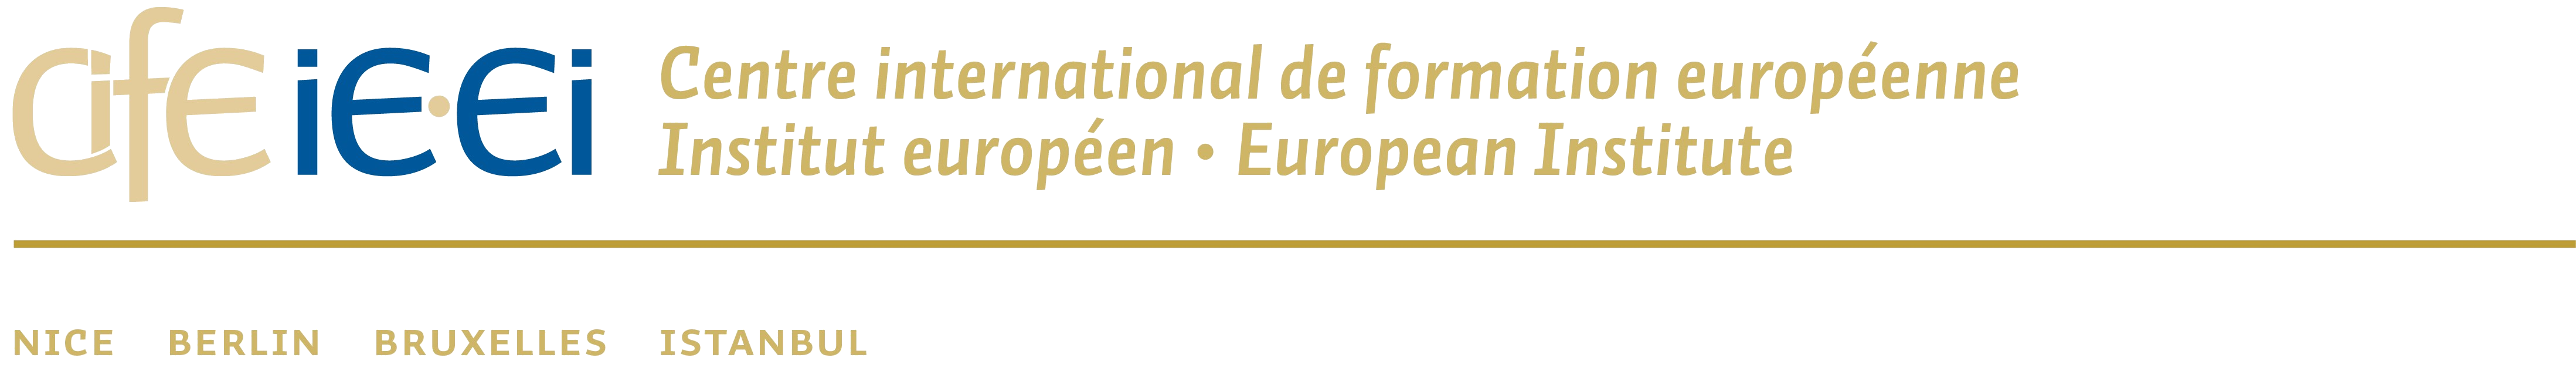 cife ie·ei
Centre international de formation européenne
Institut européen • European Institute
NICE BERLIN BRUXELLES ISTANBUL